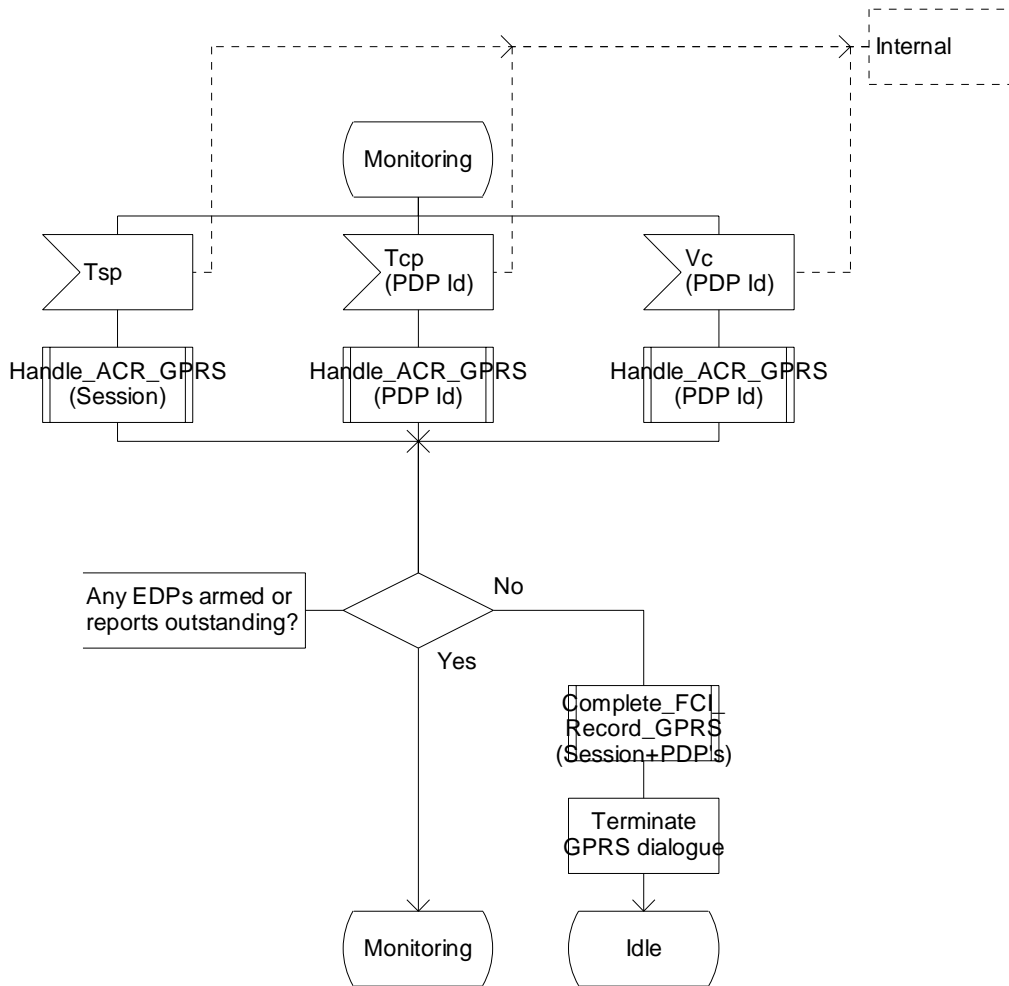 Internal
Monitoring
Tsp
Tcp
(PDP Id)
Vc
(PDP Id)
Handle_ACR_GPRS
(Session)
Handle_ACR_GPRS
(PDP Id)
Handle_ACR_GPRS
(PDP Id)
Any EDPs armed or
reports outstanding?
No
Yes
Complete_FCI_
Record_GPRS
(Session+PDP's)
Terminate
GPRS dialogue
Monitoring
Idle